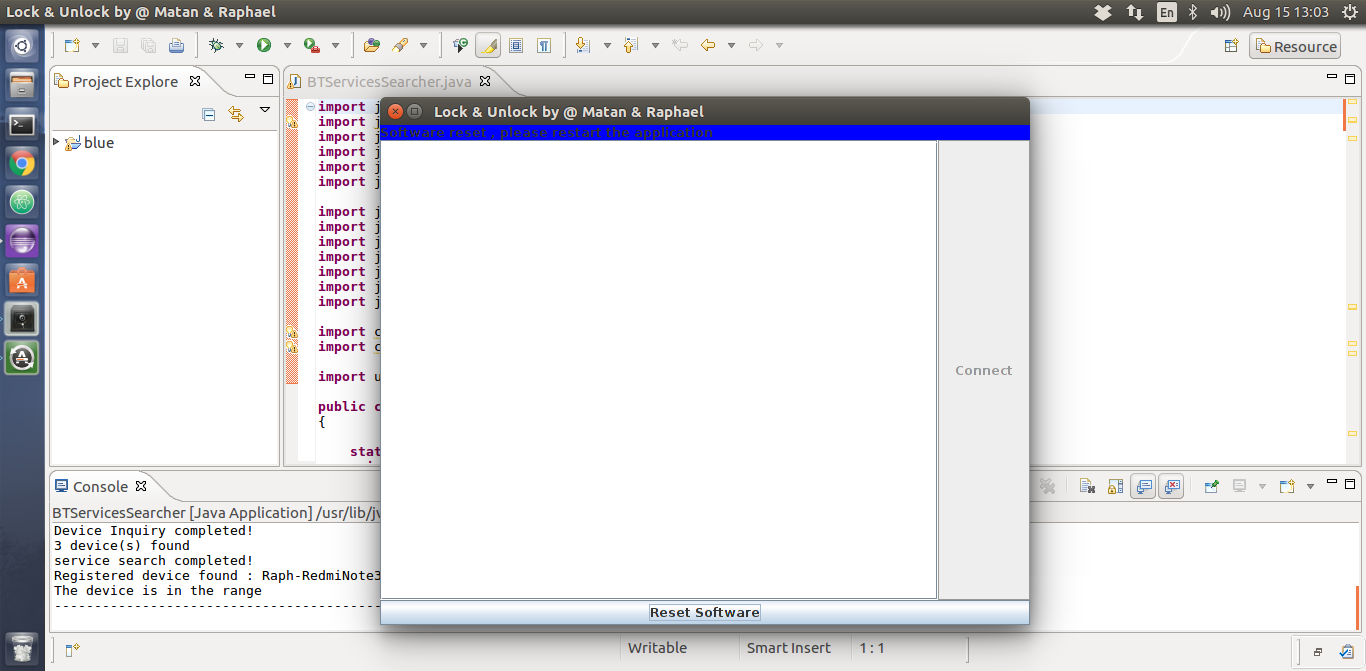 Lock & Unlock by @ Matan & Raphael
En
Aug 15 13:03
Resource
Project Explore
blue
BTServicesSearcher.java
import j
import j
import j
import j
import j
import j
import j
import j
import j
import j
import j
import j
import j
import c
import c
import u
public c
{
stat
Lock & Unlock by @ Matan & Raphael
Software reset , please restart the application
Connect
Reset Software
Console
BTServicesSearcher [Java Application] /usr/lib/jv
Device Inquiry completed!
3 device(s) found
service search completed!
Registered device found : Raph-RedmiNote3
The device is in the range
-----------------------------------------
Writable
Smart Insert
1 : 1